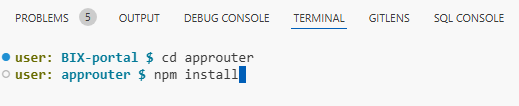 PROBLEMS 5 OUTPUT DEBUG CONSOLE TERMINAL GITLENS SQL CONSOLE
user: BIX-portal $ cd approuter
user: approuter $ npm install